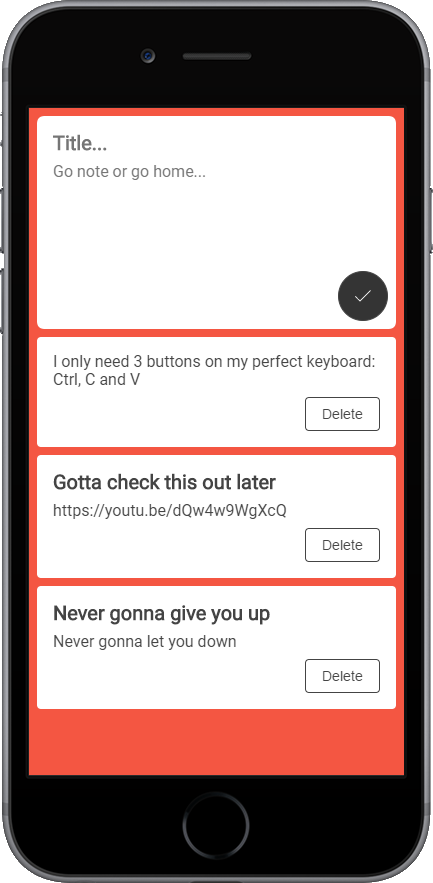 Title...
Go note or go home...
I only need 3 buttons on my perfect keyboard:
Ctrl, C and V
Delete
Gotta check this out later
https://youtu.be/dQw4w9WgXcQ
Delete
Never gonna give you up
Never gonna let you down
Delete